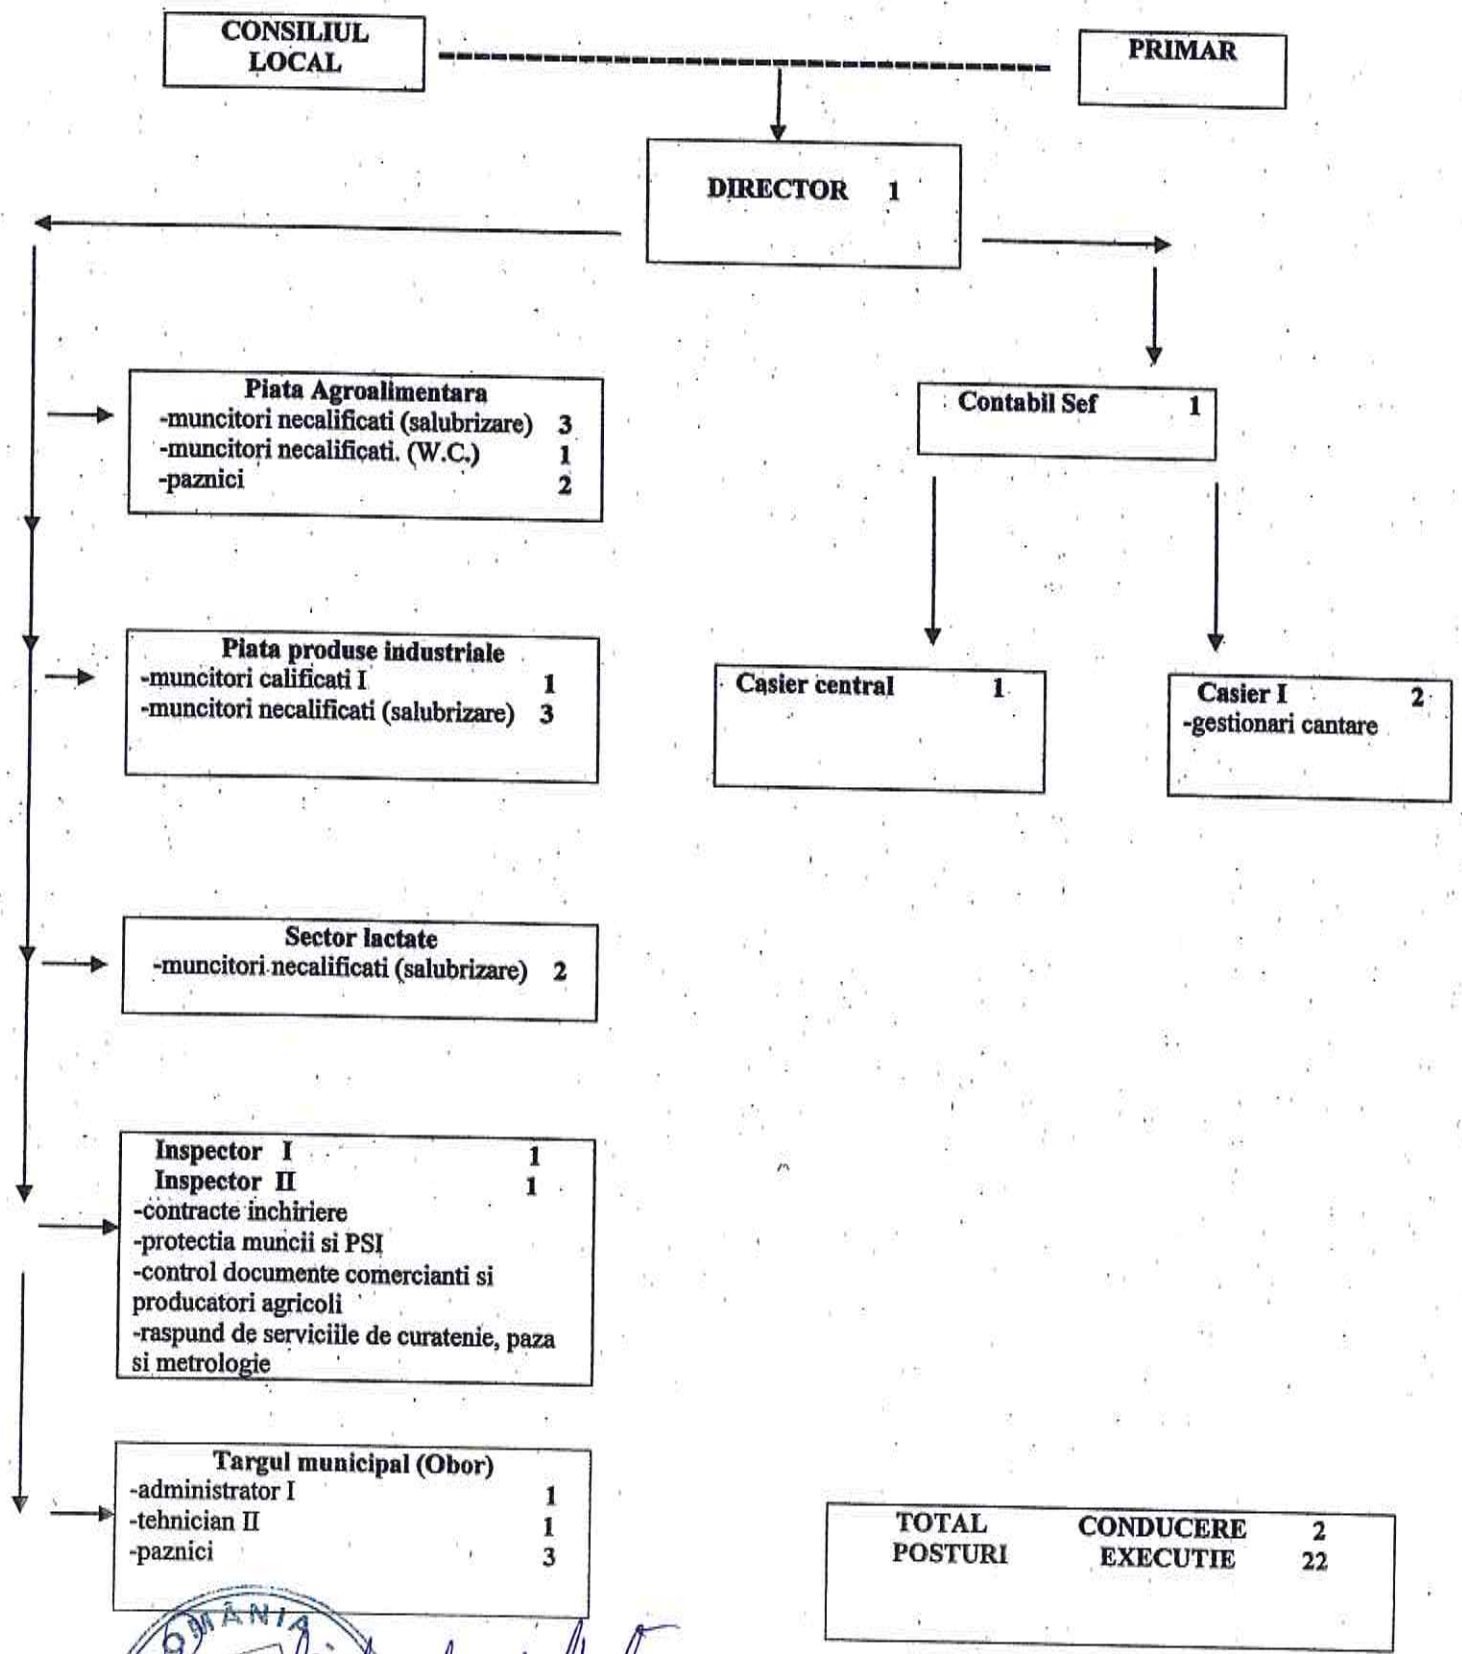 CONSILIUL
LOCAL
PRIMAR
DIRECTOR 1
Piata Agroalimentara
-muncitori necalificati (salubrizare) 3
-muncitori necalificati. (W.C.) 1
-paznici 2
Contabil Sef 1
Piata produse industriale
-muncitori calificati I 1
-muncitori necalificati (salubrizare) 3
Casier central 1
Casier I 2
-gestionari cantare
Sector lactate
-muncitori necalificati (salubrizare) 2
Inspector I 1
Inspector II 1
-contracte inchiriere
-protectia muncii si PSI
-control documente comercianti si
producatori agricoli
-raspund de serviciile de curatenie, paza
si metrologie
Targul municipal (Obor)
-administrator I 1
-tehnician II 1
-paznici 3
TOTAL CONDUCERE 2
POSTURI EXECUTIE 22